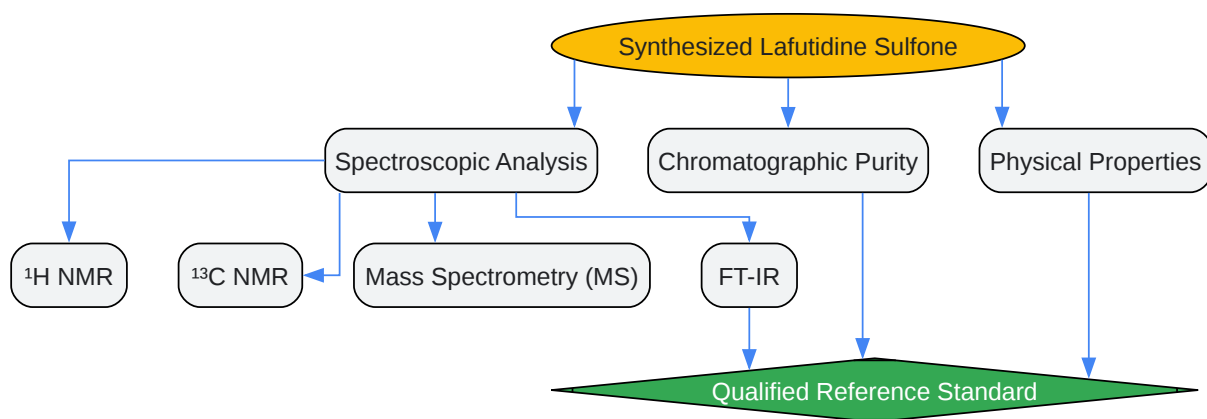 Synthesized Lafutidine Sulfone
Spectroscopic Analysis
Chromatographic Purity
Physical Properties
¹H NMR
¹³C NMR
Mass Spectrometry (MS)
FT-IR
Qualified Reference Standard